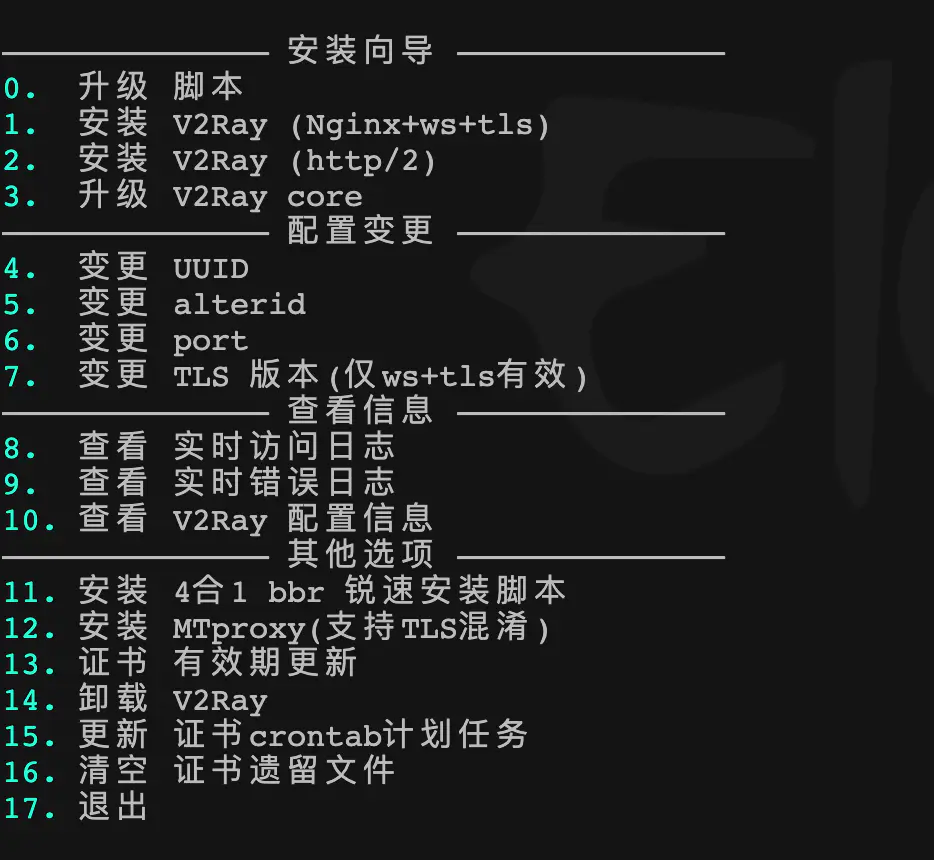 ———————————— 安装向导 ————————————
0.  升级 脚本
1.  安装 V2Ray (Nginx+ws+tls)
2.  安装 V2Ray (http/2)
3.  升级 V2Ray core
———————————— 配置变更 ————————————
4.  变更 UUID
5.  变更 alterid
6.  变更 port
7.  变更 TLS 版本(仅ws+tls有效)
———————————— 查看信息 ————————————
8.  查看 实时访问日志
9.  查看 实时错误日志
10. 查看 V2Ray 配置信息
———————————— 其他选项 ————————————
11. 安装 4合1 bbr 锐速安装脚本
12. 安装 MTproxy(支持TLS混淆)
13. 证书 有效期更新
14. 卸载 V2Ray
15. 更新 证书crontab计划任务
16. 清空 证书遗留文件
17. 退出